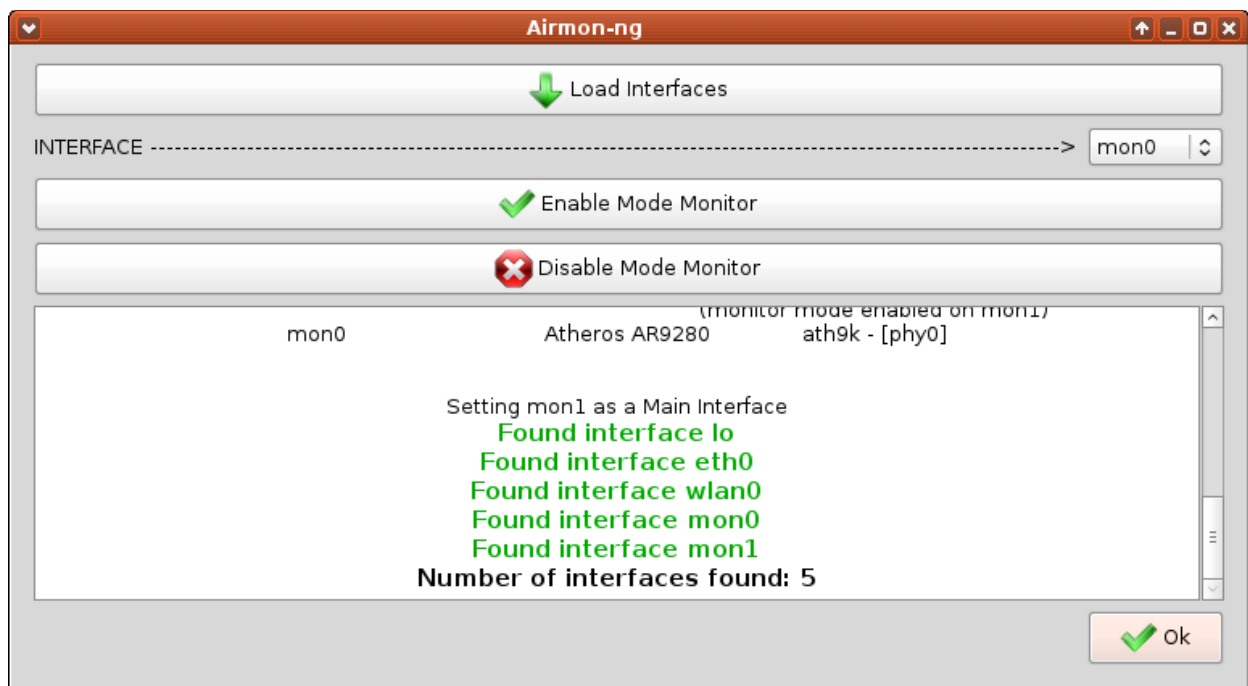 Airmon-ng
Load Interfaces
INTERFACE ----------------------------------------------------------------------------------------------> mon0
Enable Mode Monitor
Disable Mode Monitor
(monitor mode enabled on mon1)
mon0 Atheros AR9280 ath9k - [phy0]
Setting mon1 as a Main Interface
Found interface lo
Found interface eth0
Found interface wlan0
Found interface mon0
Found interface mon1
Number of interfaces found: 5
Ok